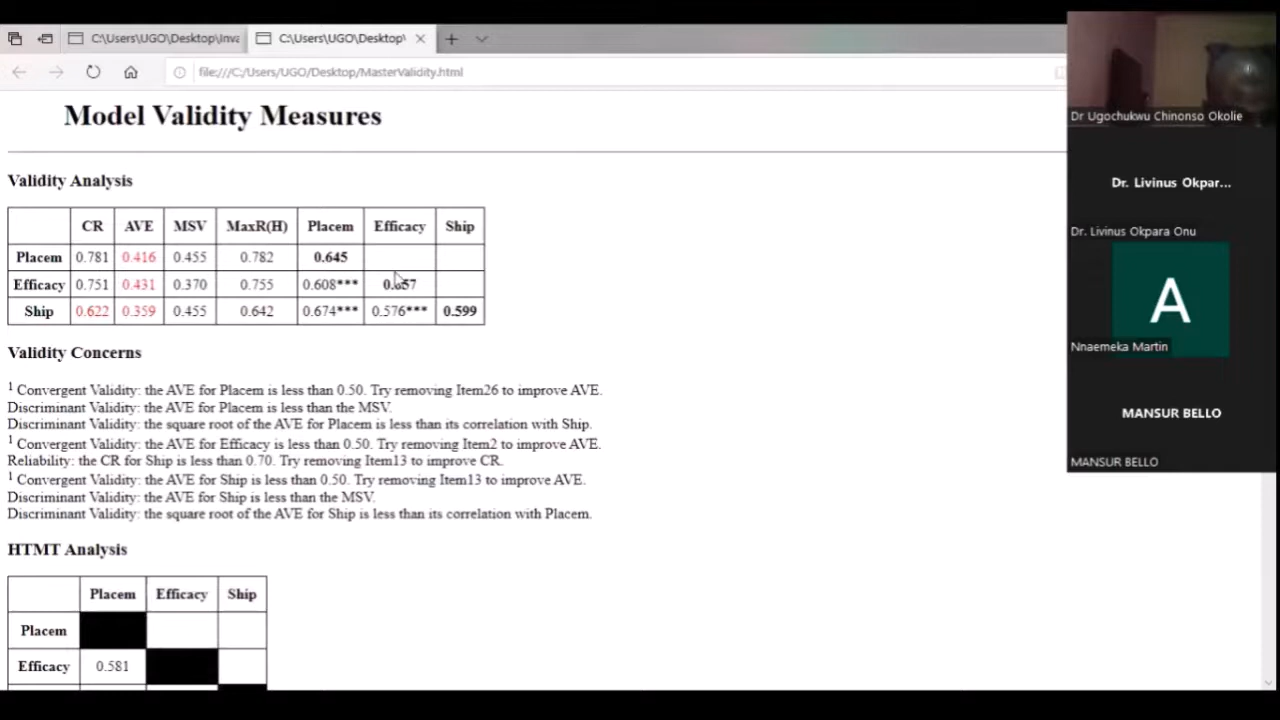 C:\Users\UGO\Desktop\Inva
C:\Users\UGO\Desktop\
file:///C:/Users/UGO/Desktop/MasterValidity.html
Model Validity Measures
Validity Analysis
CR AVE MSV MaxR(H) Placem Efficacy Ship
Placem 0.781 0.416 0.455 0.782 0.645
Efficacy 0.751 0.431 0.370 0.755 0.608*** 0.657
Ship 0.622 0.359 0.455 0.642 0.674*** 0.576*** 0.599
Validity Concerns
1 Convergent Validity: the AVE for Placem is less than 0.50. Try removing Item26 to improve AVE.
Discriminant Validity: the AVE for Placem is less than the MSV.
Discriminant Validity: the square root of the AVE for Placem is less than its correlation with Ship.
1 Convergent Validity: the AVE for Efficacy is less than 0.50. Try removing Item2 to improve AVE.
Reliability: the CR for Ship is less than 0.70. Try removing Item13 to improve CR.
1 Convergent Validity: the AVE for Ship is less than 0.50. Try removing Item13 to improve AVE.
Discriminant Validity: the AVE for Ship is less than the MSV.
Discriminant Validity: the square root of the AVE for Ship is less than its correlation with Placem.
HTMT Analysis
Placem Efficacy Ship
Placem
Efficacy 0.581
Dr Ugochukwu Chinonso Okolie
Dr. Livinus Okpar...
Dr. Livinus Okpara Onu
A
Nnaemeka Martin
MANSUR BELLO
MANSUR BELLO